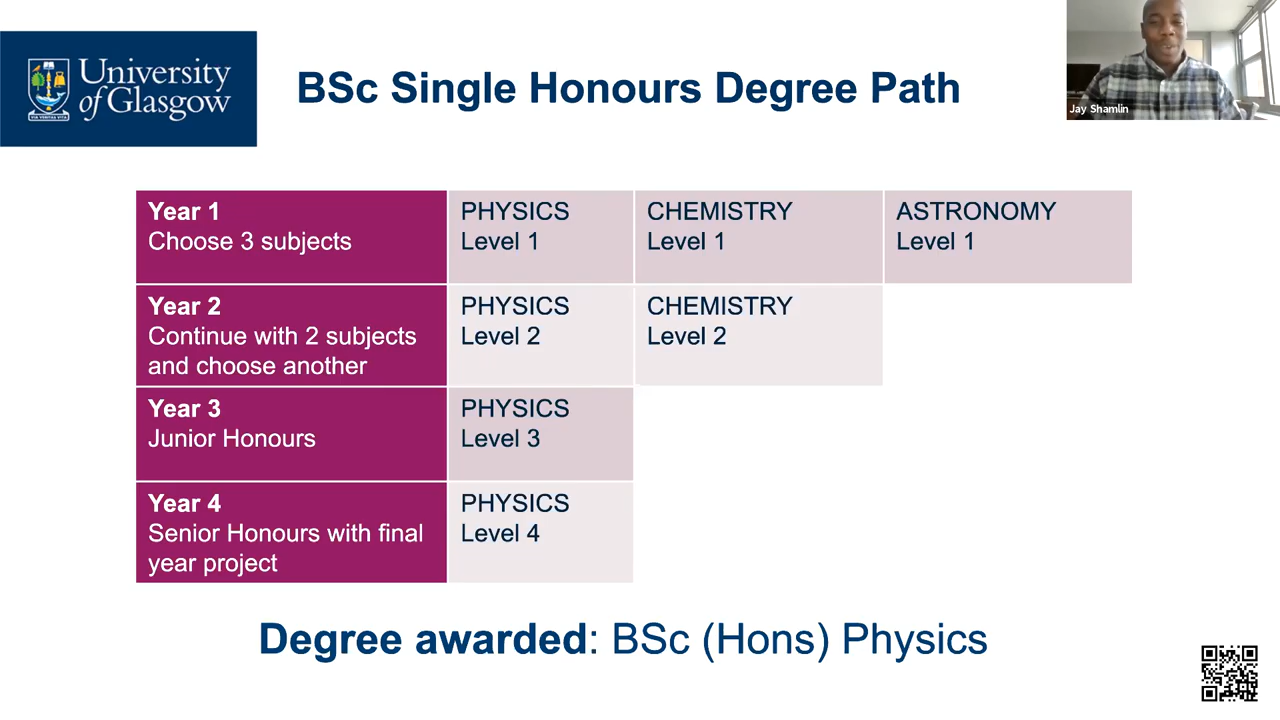 University
of Glasgow
VIA VERITAS VITA
BSc Single Honours Degree Path
Jay Shamlin
Year 1
Choose 3 subjects
PHYSICS
Level 1
CHEMISTRY
Level 1
ASTRONOMY
Level 1
Year 2
Continue with 2 subjects
and choose another
PHYSICS
Level 2
CHEMISTRY
Level 2
Year 3
Junior Honours
PHYSICS
Level 3
Year 4
Senior Honours with final
year project
PHYSICS
Level 4
Degree awarded: BSc (Hons) Physics